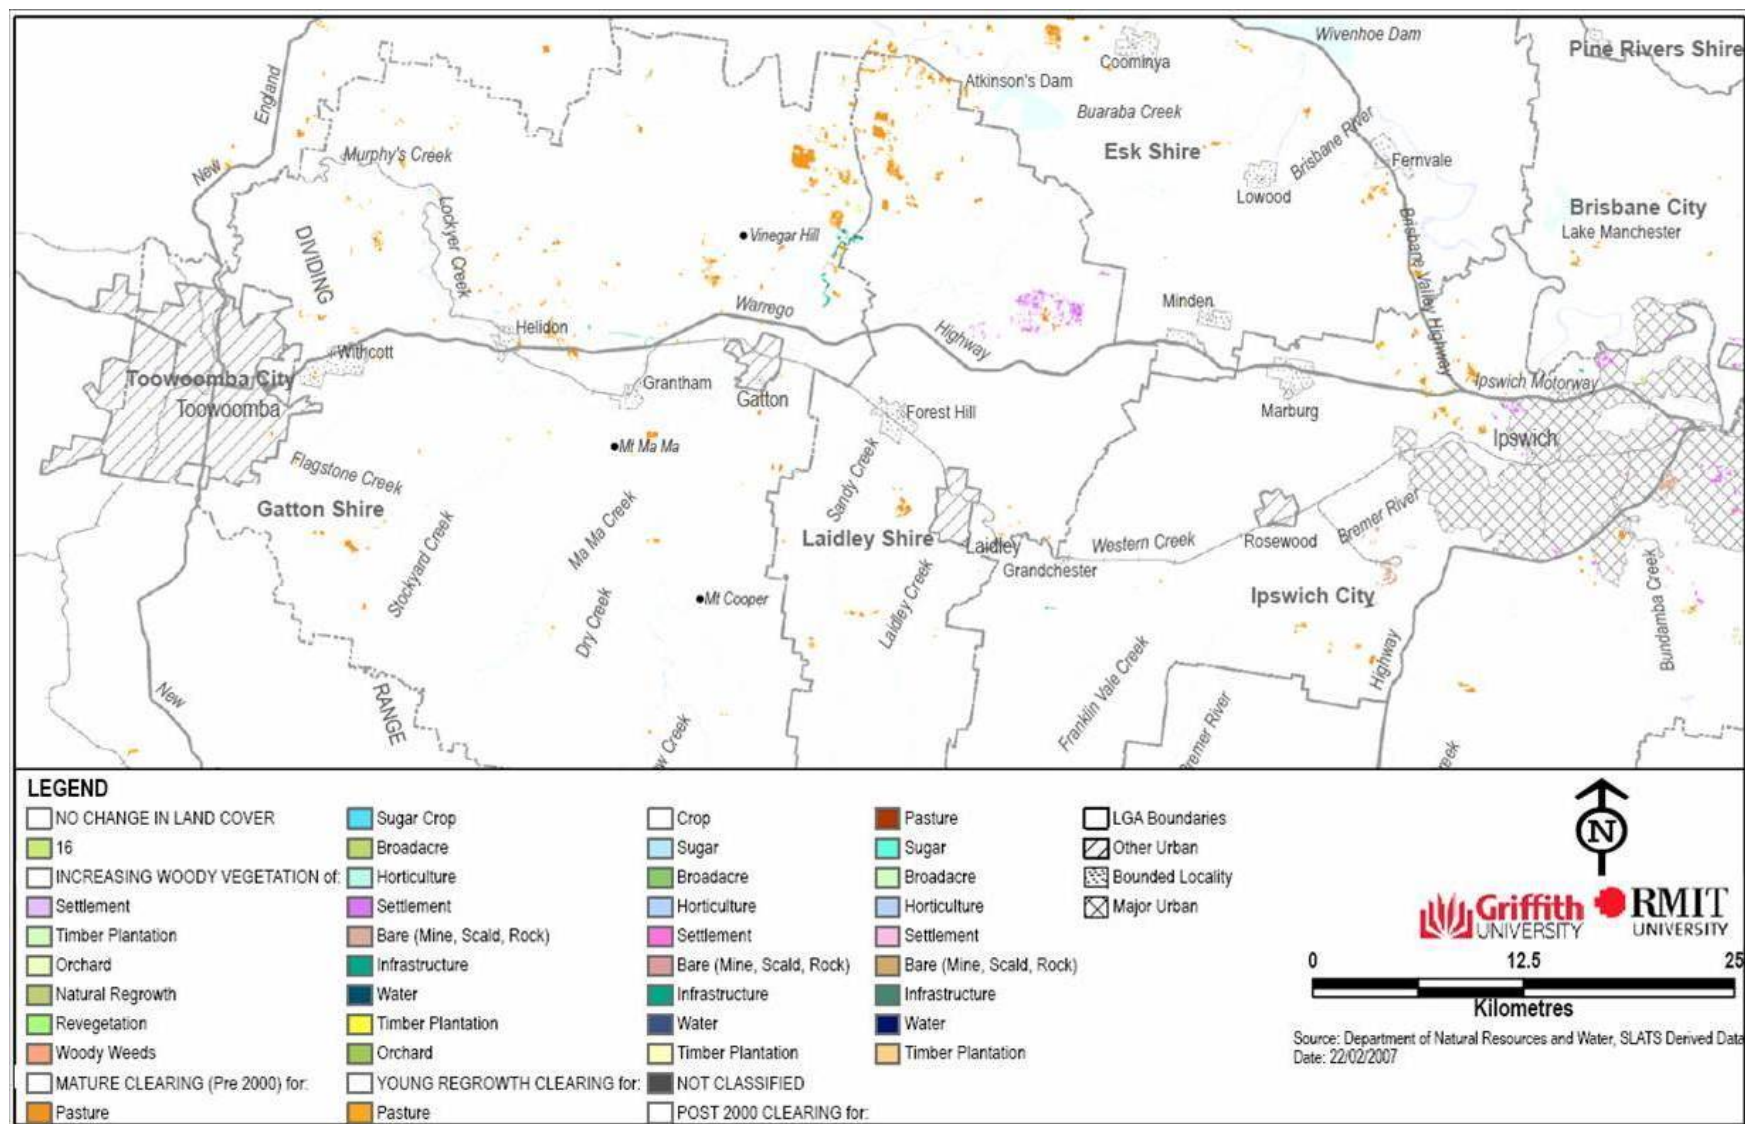 Wivenhoe Dam
Pine Rivers Shire
Coominya
Atkinson's Dam
England
Buaraba Creek
Murphy's Creek
Esk Shire
Brisbane River
Fernvale
New
Lowood
Lockyer Creek
Brisbane City
Vinegar Hill
Lake Manchester
DIVIDING
Brisbane Valley Highway
Warrego
Minden
Helidon
Highway
Withcott
Toowoomba City
Grantham
Ipswich Motorway
Toowoomba
Gatton
Forest Hill
Marburg
Mt Ma Ma
Ipswich
Flagstone Creek
Sandy Creek
Gatton Shire
Ma Ma Creek
Bremer River
Stockyard Creek
Laidley Shire
Laidley
Western Creek
Rosewood
Grandchester
Mt Cooper
Laidley Creek
Ipswich City
Dry Creek
Bundamba Creek
Highway
Franklin Vale Creek
New
RANGE
Bremer River
w Creek
reek
LEGEND
NO CHANGE IN LAND COVER
16
INCREASING WOODY VEGETATION of:
Settlement
Timber Plantation
Orchard
Natural Regrowth
Revegetation
Woody Weeds
MATURE CLEARING (Pre 2000) for:
Pasture
Sugar Crop
Broadacre
Horticulture
Settlement
Bare (Mine, Scald, Rock)
Infrastructure
Water
Timber Plantation
Orchard
YOUNG REGROWTH CLEARING for:
Pasture
Crop
Sugar
Broadacre
Horticulture
Settlement
Bare (Mine, Scald, Rock)
Infrastructure
Water
Timber Plantation
NOT CLASSIFIED
POST 2000 CLEARING for:
Pasture
Sugar
Broadacre
Horticulture
Settlement
Bare (Mine, Scald, Rock)
Infrastructure
Water
Timber Plantation
LGA Boundaries
Other Urban
Bounded Locality
Major Urban
N
Griffith
UNIVERSITY
RMIT
UNIVERSITY
0 12.5 25
Kilometres
Source: Department of Natural Resources and Water, SLATS Derived Data
Date: 22/02/2007